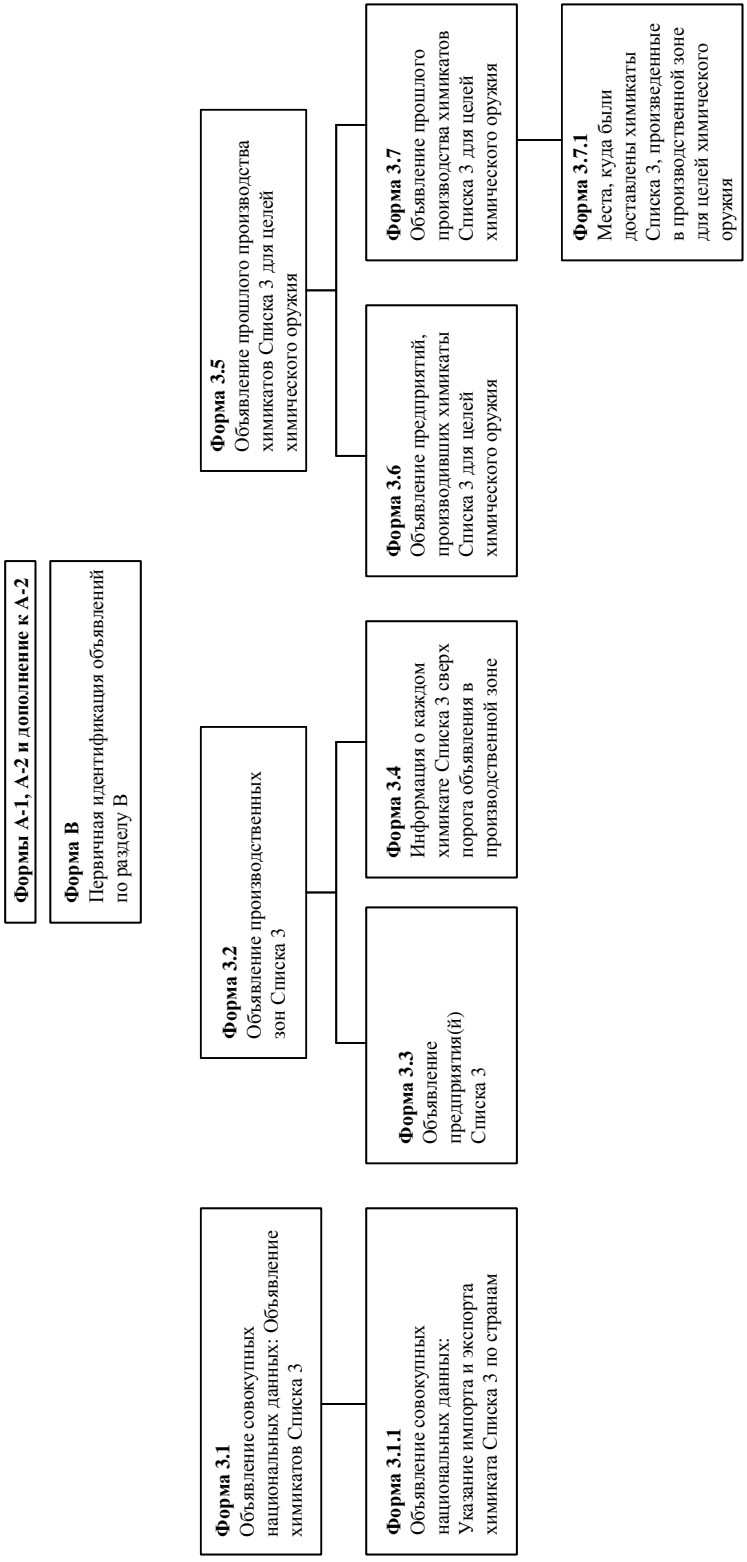 Формы А-1, А-2 и дополнение к А-2
Форма В
Первичная идентификация объявлений
по разделу В
Форма 3.1
Объявление совокупных
национальных данных: Объявление
химикатов Списка 3
Форма 3.2
Объявление производственных
зон Списка 3
Форма 3.5
Объявление прошлого производства
химикатов Списка 3 для целей
химического оружия
Форма 3.1.1
Объявление совокупных
национальных данных:
Указание импорта и экспорта
химиката Списка 3 по странам
Форма 3.3
Объявление
предприятия(й)
Списка 3
Форма 3.4
Информация о каждом
химикате Списка 3 сверх
порога объявления в
производственной зоне
Форма 3.6
Объявление предприятий,
производивших химикаты
Списка 3 для целей
химического оружия
Форма 3.7
Объявление прошлого
производства химикатов
Списка 3 для целей
химического оружия
Форма 3.7.1
Места, куда были
доставлены химикаты
Списка 3, произведенные
в производственной зоне
для целей химического
оружия